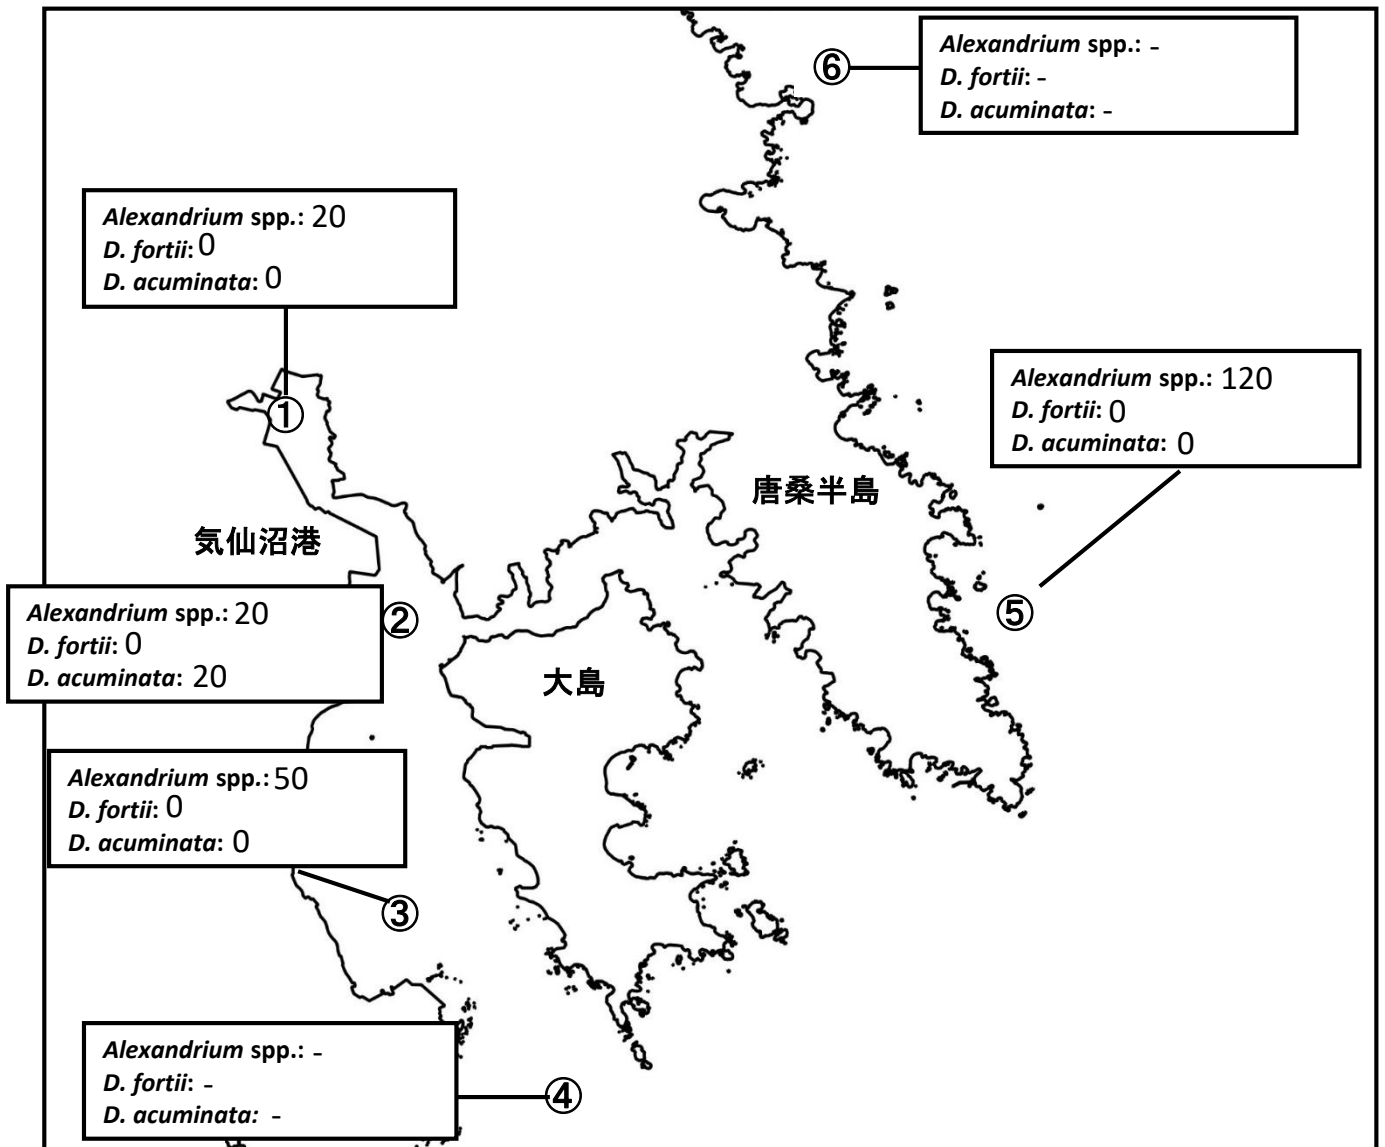 ⑥
Alexandrium spp.: -
D. fortii: -
D. acuminata: -
Alexandrium spp.: 20
D. fortii: 0
D. acuminata: 0
①
Alexandrium spp.: 120
D. fortii: 0
D. acuminata: 0
唐桑半島
気仙沼港
⑤
Alexandrium spp.: 20
D. fortii: 0
D. acuminata: 20
②
大島
Alexandrium spp.: 50
D. fortii: 0
D. acuminata: 0
③
Alexandrium spp.: -
D. fortii: -
D. acuminata: -
④